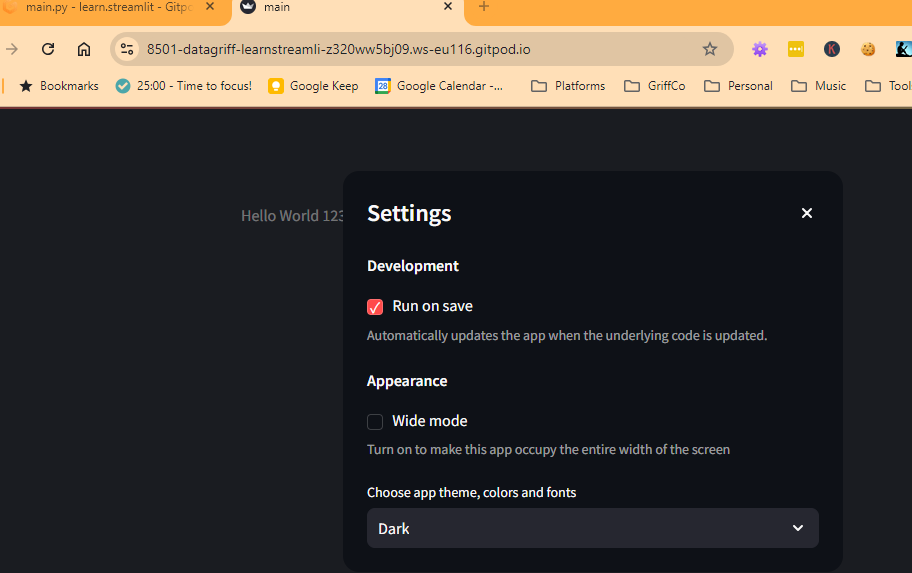 main.py - learn.streamlit - Gitpo
main
8501-datagriff-learnstreamli-z320ww5bj09.ws-eu116.gitpod.io
K
Bookmarks
25:00 - Time to focus!
Google Keep
28
Google Calendar -...
Platforms
GriffCo
Personal
Music
Tools
Hello World 123
Settings
Development
Run on save
Automatically updates the app when the underlying code is updated.
Appearance
Wide mode
Turn on to make this app occupy the entire width of the screen
Choose app theme, colors and fonts
Dark